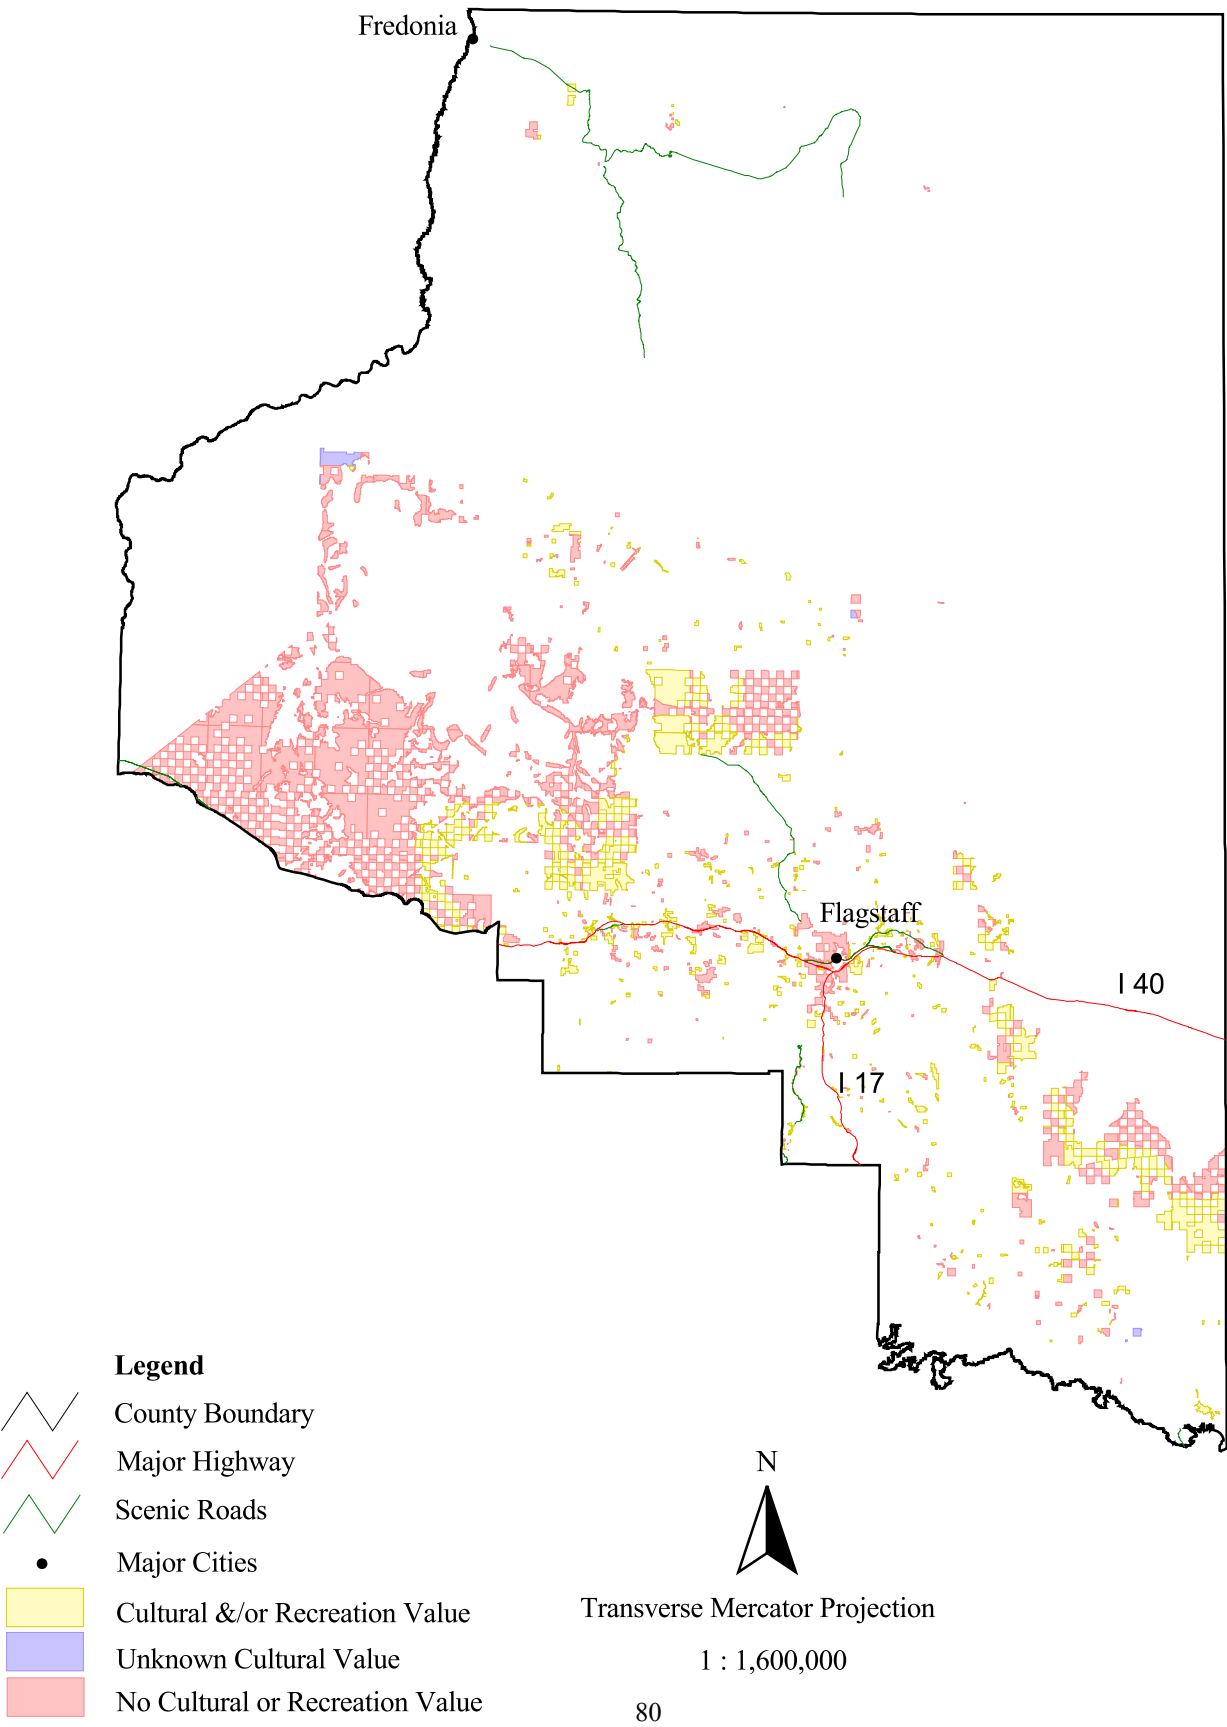 Fredonia
Flagstaff
I 40
I 17
Legend
County Boundary
Major Highway
Scenic Roads
Major Cities
Cultural &/or Recreation Value
Unknown Cultural Value
No Cultural or Recreation Value
N
Transverse Mercator Projection
1 : 1,600,000
80